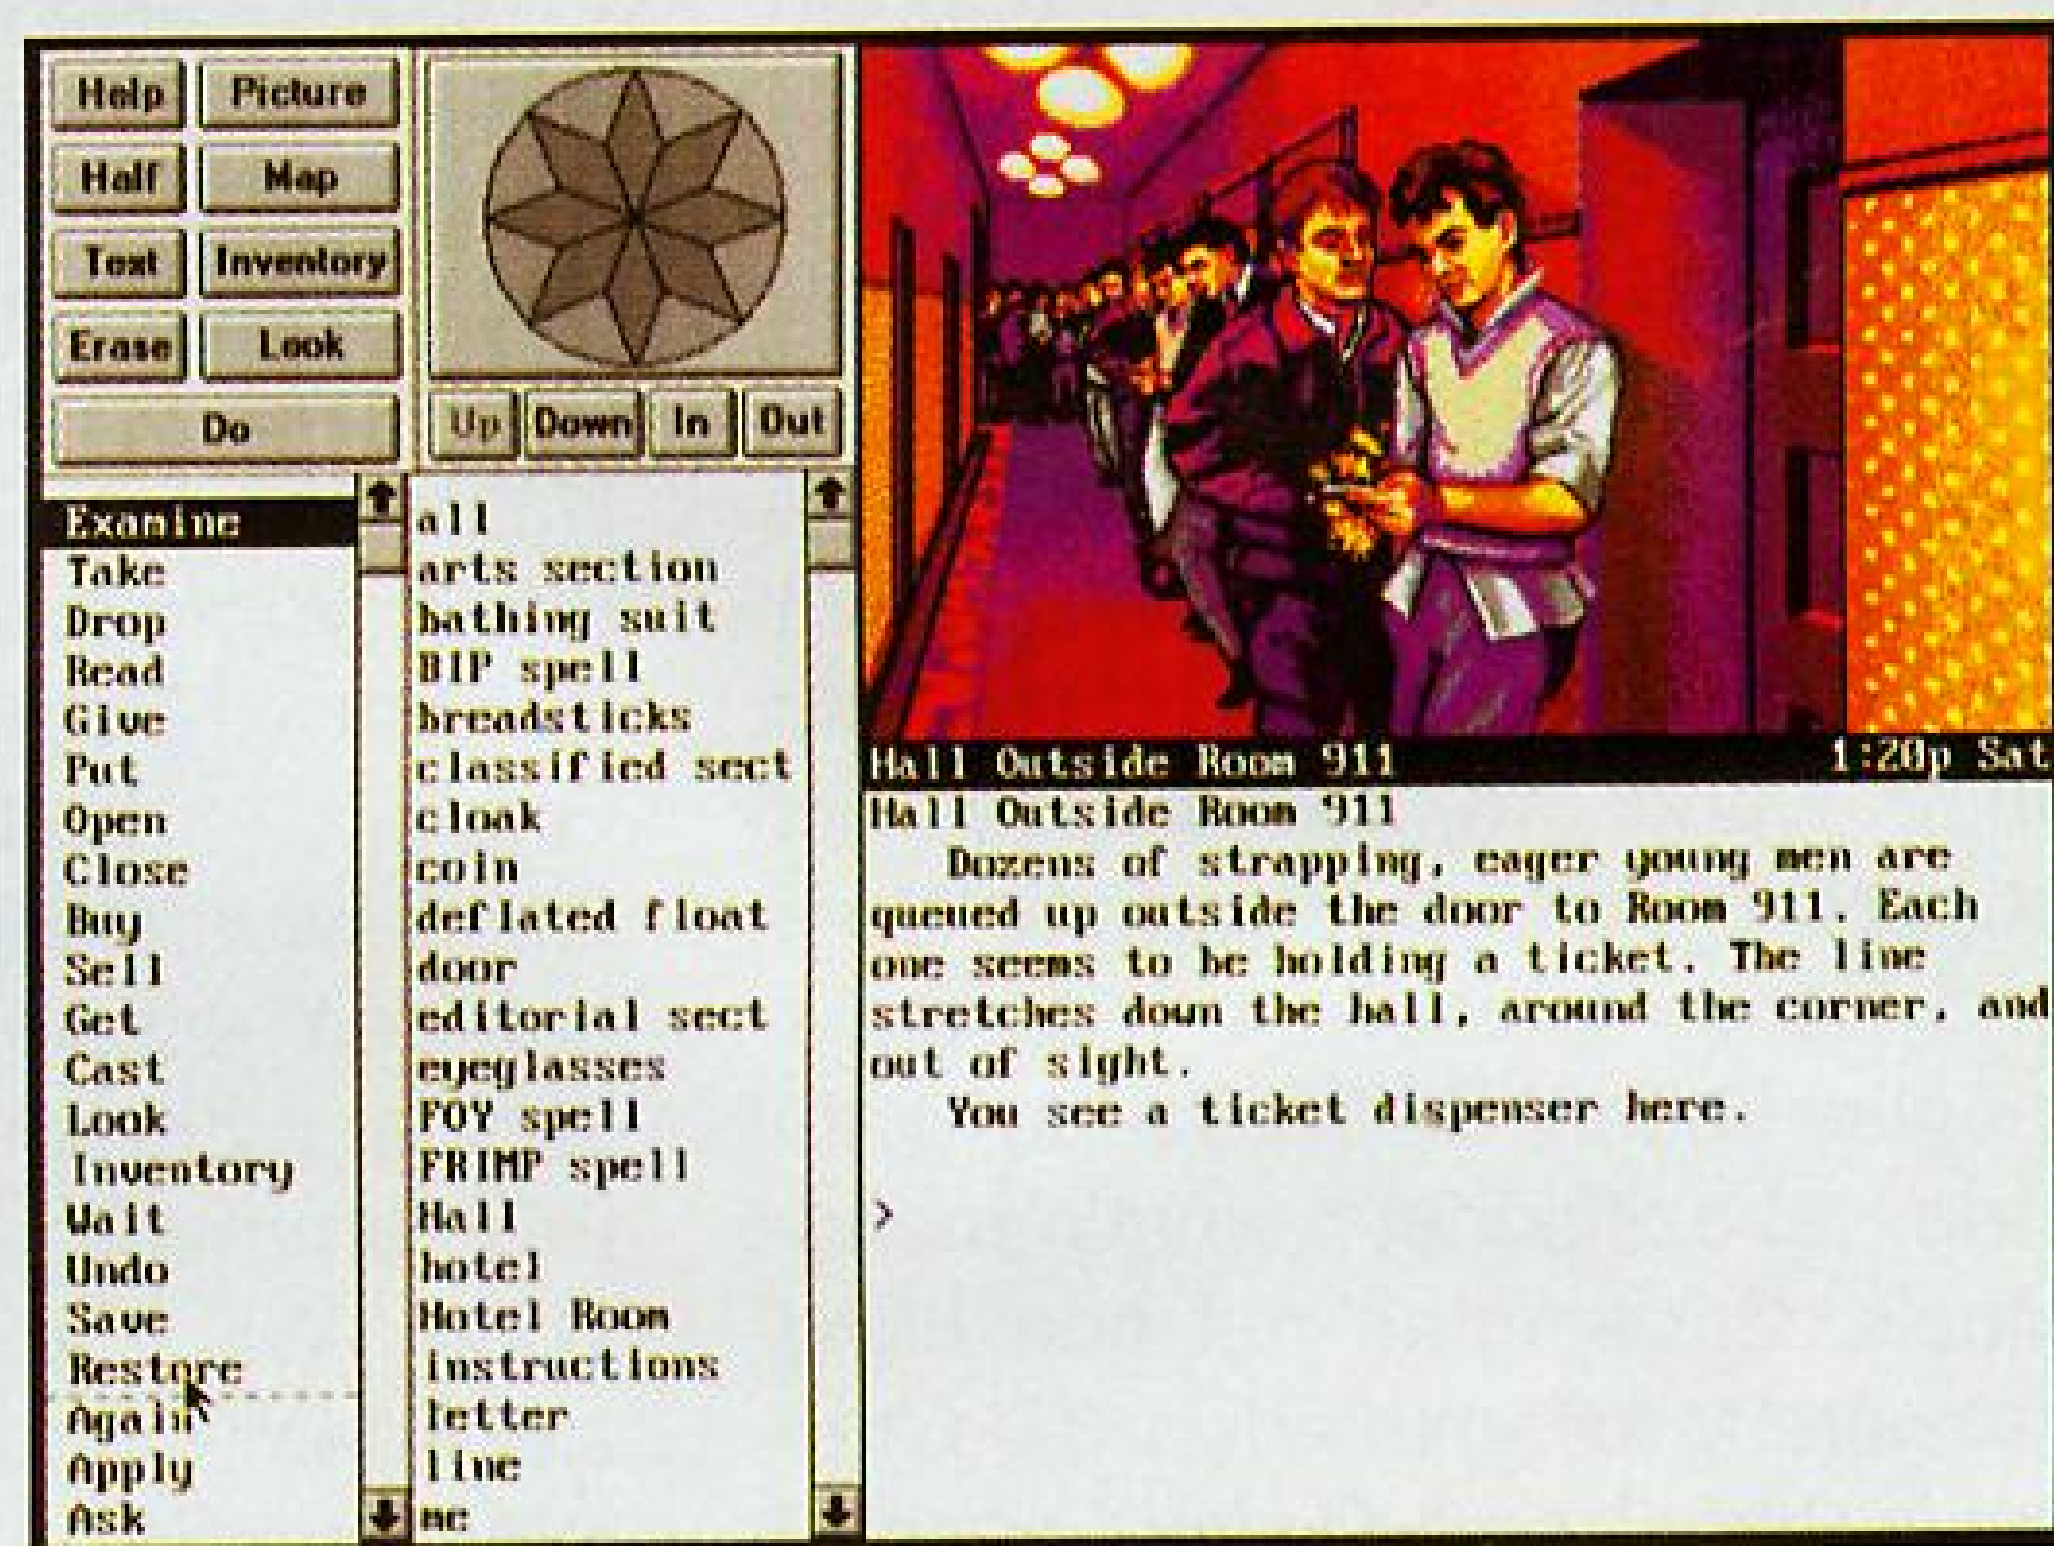 Help Picture
Half Map
Text Inventory
Erase Look
Do
Up Down In Out
Examine
Take
Drop
Read
Give
Put
Open
Close
Buy
Sell
Get
Cast
Look
Inventory
Wait
Undo
Save
Restore
Again
Apply
Ask
all
arts section
bathing suit
BIP spell
breadsticks
classified sect
cloak
coin
deflated float
door
editorial sect
eyeglasses
FOY spell
FRIMP spell
Hall
hotel
Hotel Room
instructions
letter
line
me
Hall Outside Room 911 1:20p Sat
Hall Outside Room 911
Dozens of strapping, eager young men are
queued up outside the door to Room 911. Each
one seems to be holding a ticket. The line
stretches down the hall, around the corner, and
out of sight.
You see a ticket dispenser here.
>